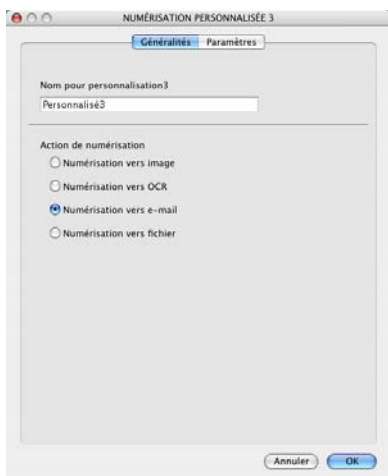 NUMÉRISATION PERSONNALISÉE 3
Généralités Paramètres
Nom pour personnalisation3
Personnalisé3
Action de numérisation
Numérisation vers image
Numérisation vers OCR
Numérisation vers e-mail
Numérisation vers fichier
Annuler OK